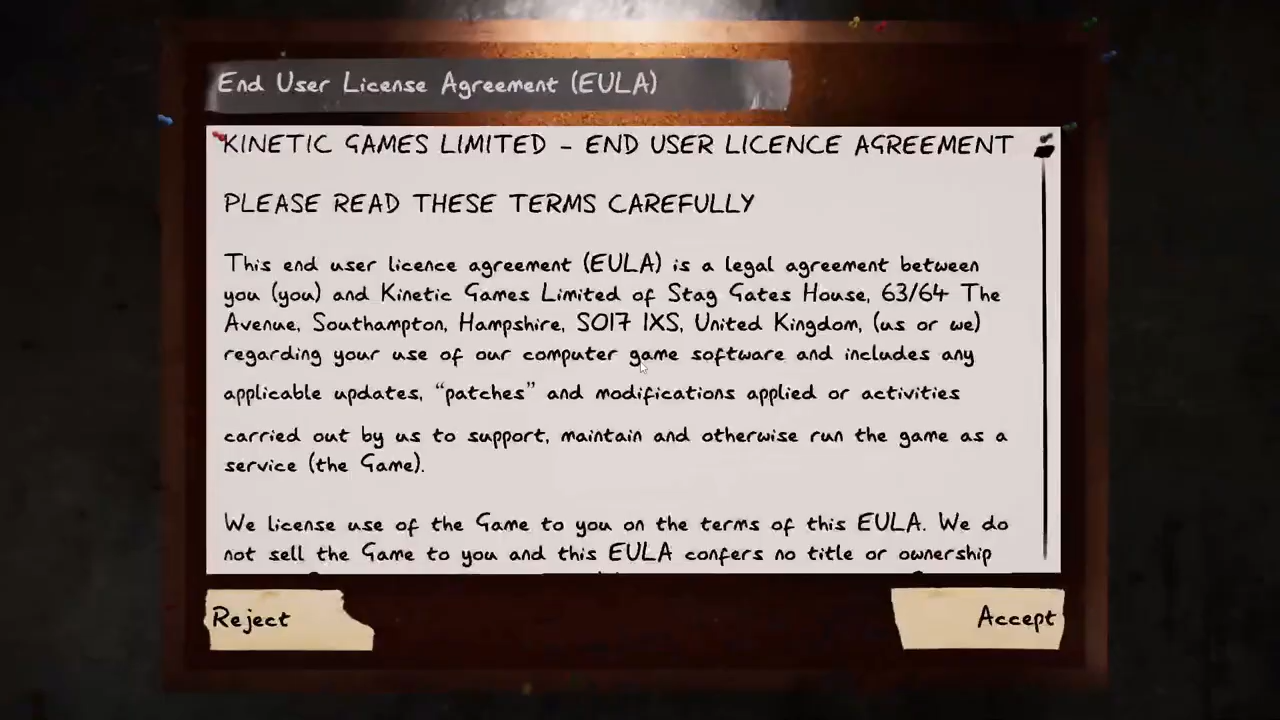 End User License Agreement (EULA)
KINETIC GAMES LIMITED - END USER LICENCE AGREEMENT
PLEASE READ THESE TERMS CAREFULLY
This end user licence agreement (EULA) is a legal agreement between
you (you) and Kinetic Games Limited of Stag Gates House, 63/64 The
Avenue, Southampton, Hampshire, SO17 1XS, United Kingdom, (us or we)
regarding your use of our computer game software and includes any
applicable updates, “patches” and modifications applied or activities
carried out by us to support, maintain and otherwise run the game as a
service (the Game).
We license use of the Game to you on the terms of this EULA. We do
not sell the Game to you and this EULA confers no title or ownership
Reject
Accept